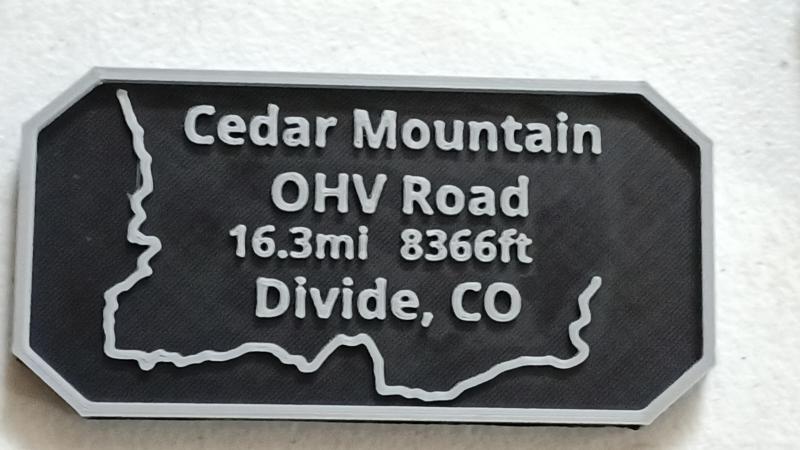 Cedar Mountain
OHV Road
16.3mi 8366ft
Divide, CO